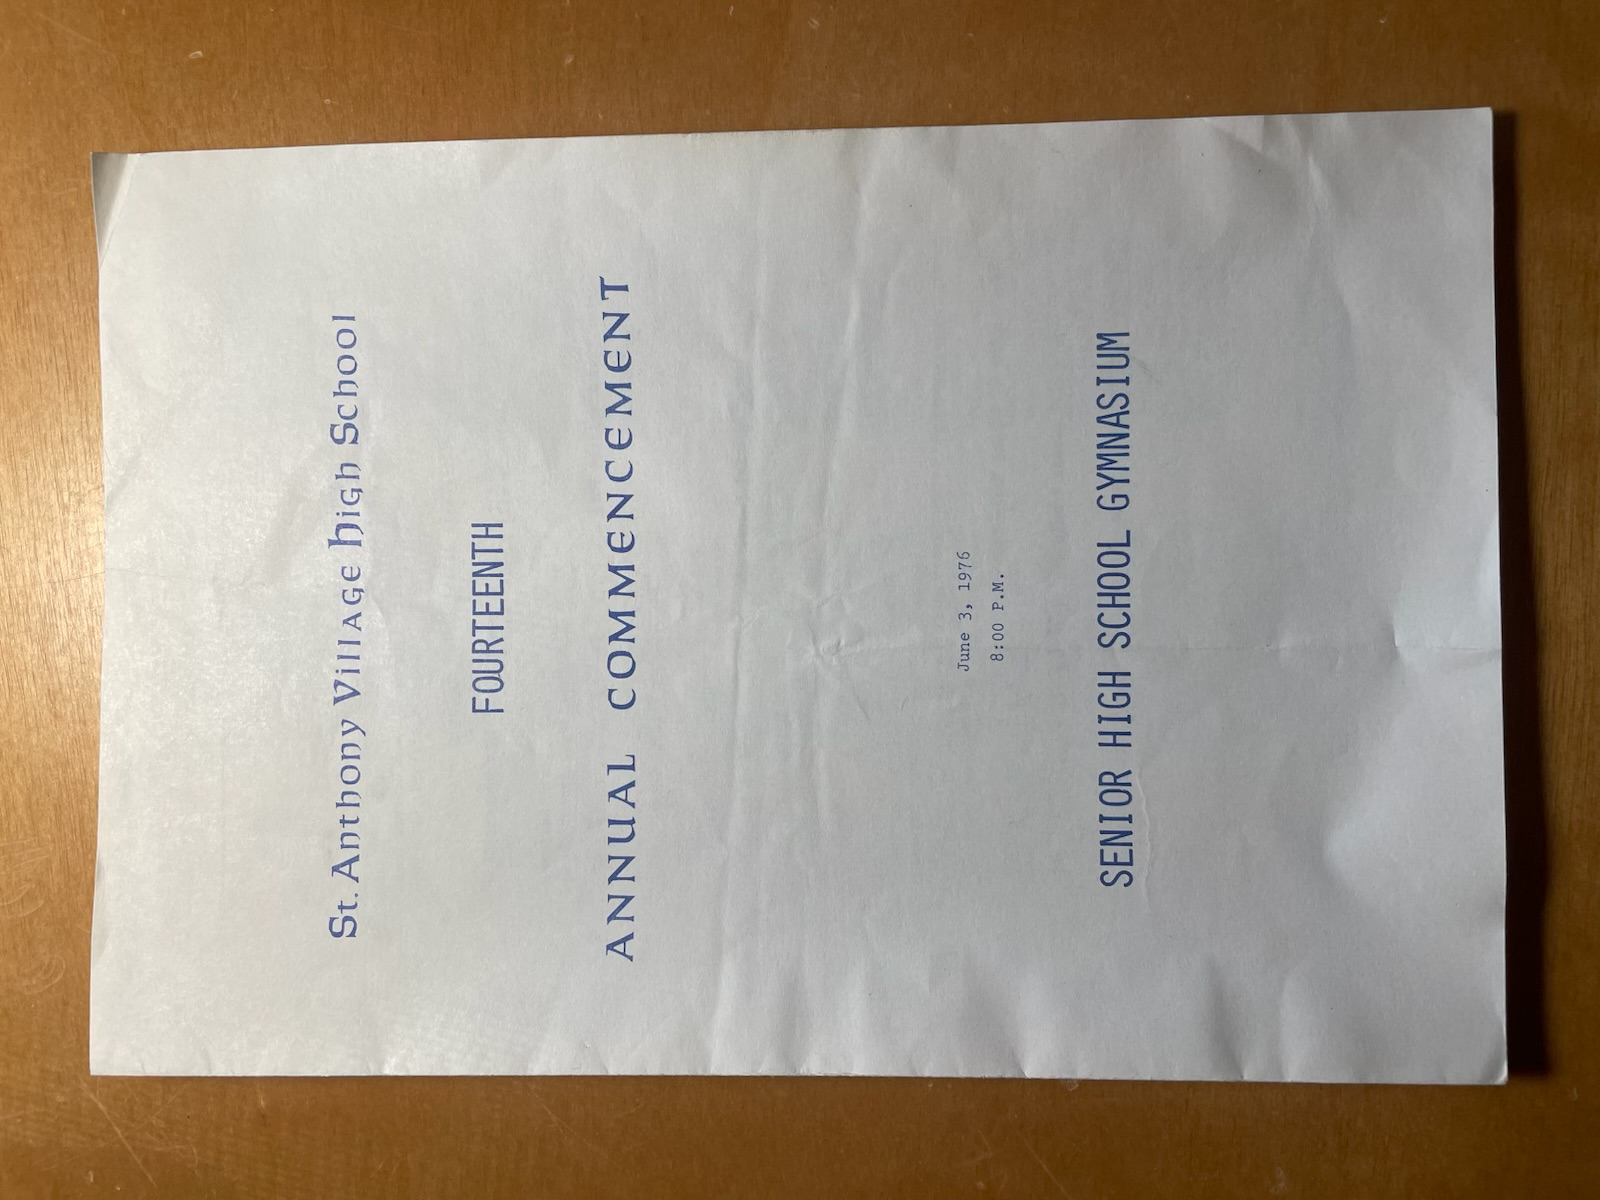 St. Anthony Village High School
FOURTEENTH
ANNUAL COMMENCEMENT
June 3, 1976
8:00 P.M.
SENIOR HIGH SCHOOL GYMNASIUM